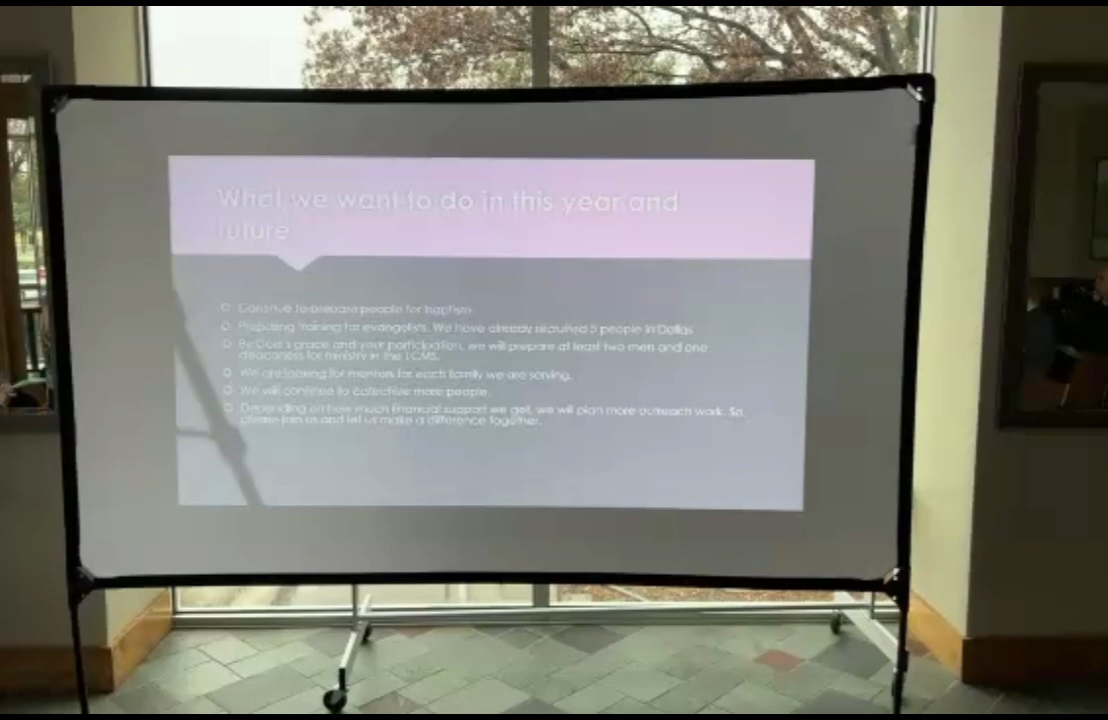 What we want to do in this year and
future
Continue to prepare people for baptism
Preparing training for evangelists. We have already recruited 5 people in Dallas
By God's grace and your participation, we will prepare at least two men and one
deaconess for ministry in the LCMS.
We are looking for mentors for each family we are serving.
We will continue to catechize more people
Depending on how much financial support we get, we will plan more outreach work. So
please join us and let us make a difference together.